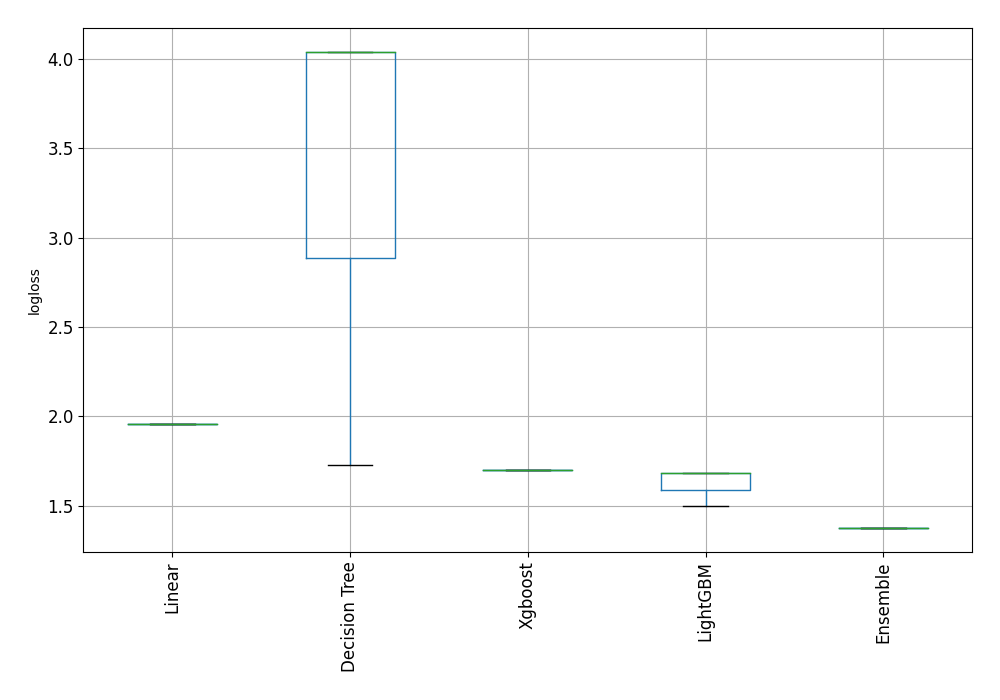 4.0
3.5
3.0
2.5
2.0
1.5
logloss
Linear
Decision Tree
Xgboost
LightGBM
Ensemble